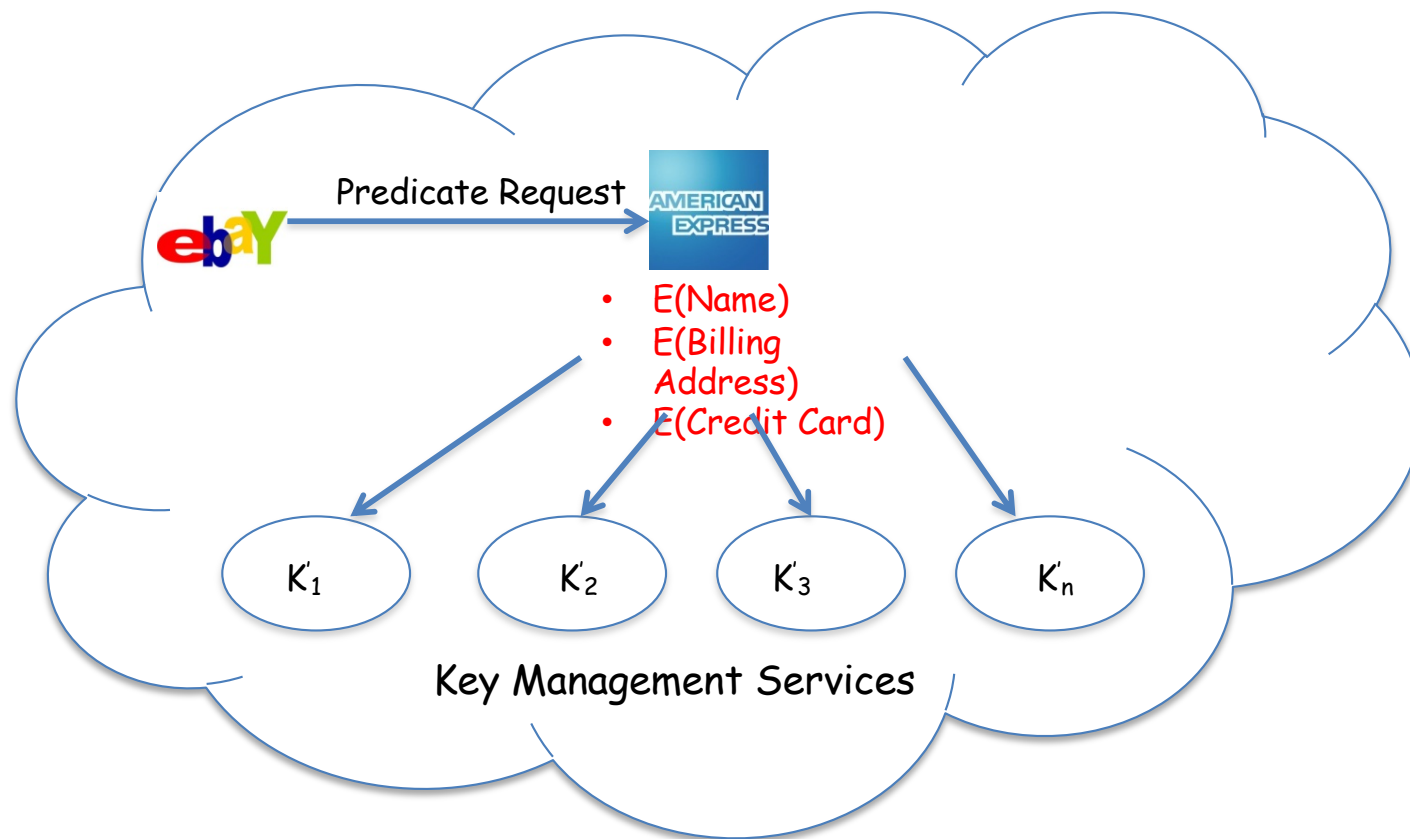 Predicate Request
ebaY
AMERICAN
EXPRESS
• E(Name)
• E(Billing
Address)
• E(Credit Card)
K'1
K'2
K'3
K'n
Key Management Services